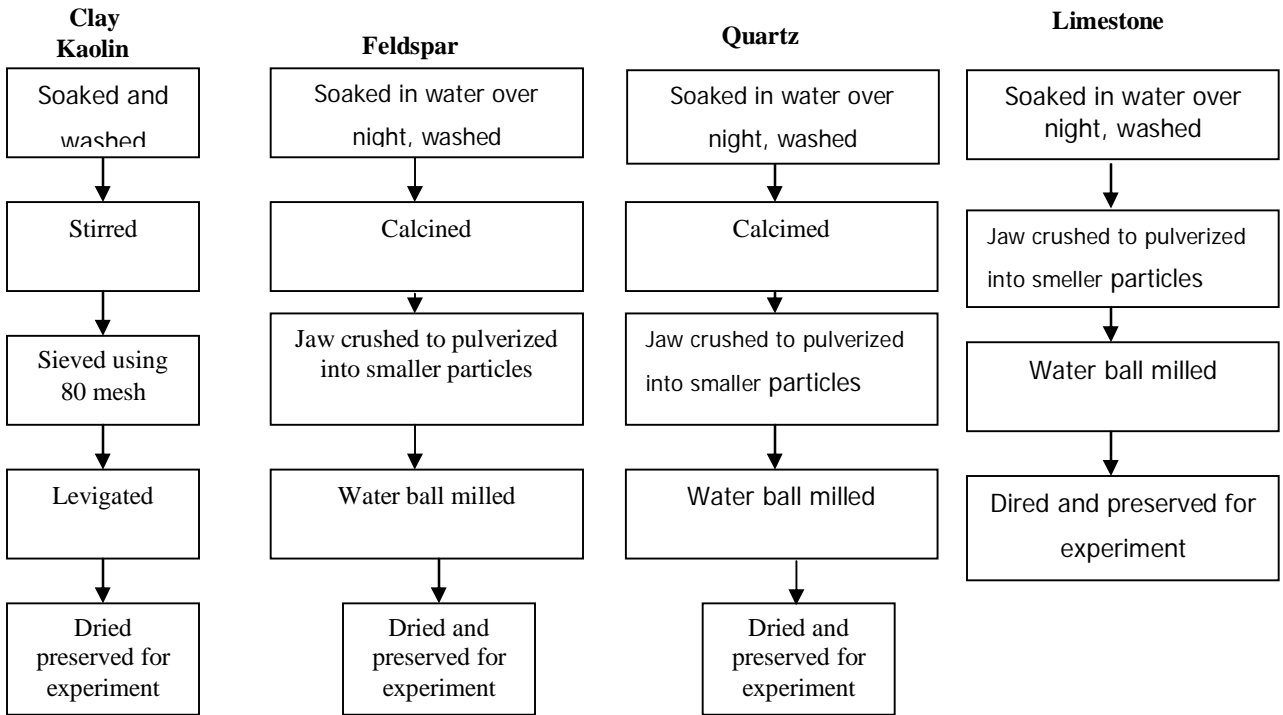 Clay
Kaolin
Soaked and
washed
Stirred
Sieved using
80 mesh
Levigated
Dried
preserved for
experiment
Feldspar
Soaked in water over
night, washed
Calcined
Jaw crushed to pulverized
into smaller particles
Water ball milled
Dried and
preserved for
experiment
Quartz
Soaked in water over
night, washed
Calcimed
Jaw crushed to pulverized
into smaller particles
Water ball milled
Dried and
preserved for
experiment
Limestone
Soaked in water over
night, washed
Jaw crushed to pulverized
into smeller particles
Water ball milled
Dired and preserved for
experiment